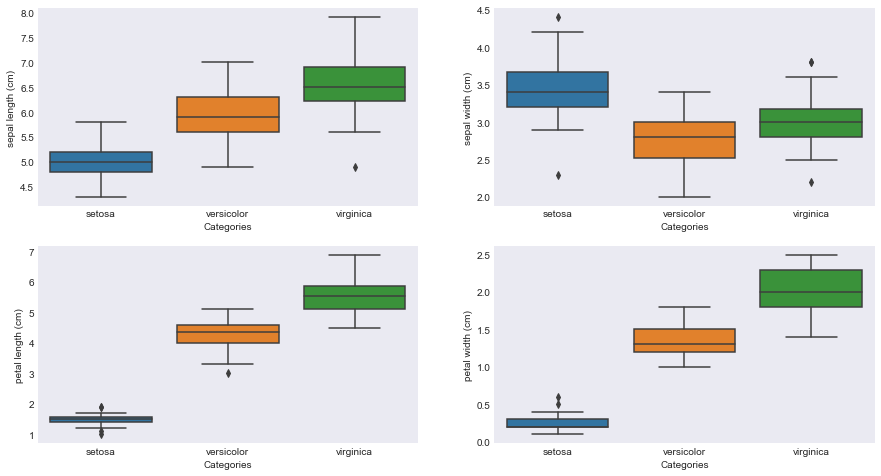 sepal length (cm)
8.0
7.5
7.0
6.5
6.0
5.5
5.0
4.5
setosa versicolor virginica
Categories
sepal width (cm)
4.5
4.0
3.5
3.0
2.5
2.0
setosa versicolor virginica
Categories
petal length (cm)
7
6
5
4
3
2
1
setosa versicolor virginica
Categories
petal width (cm)
2.5
2.0
1.5
1.0
0.5
0.0
setosa versicolor virginica
Categories